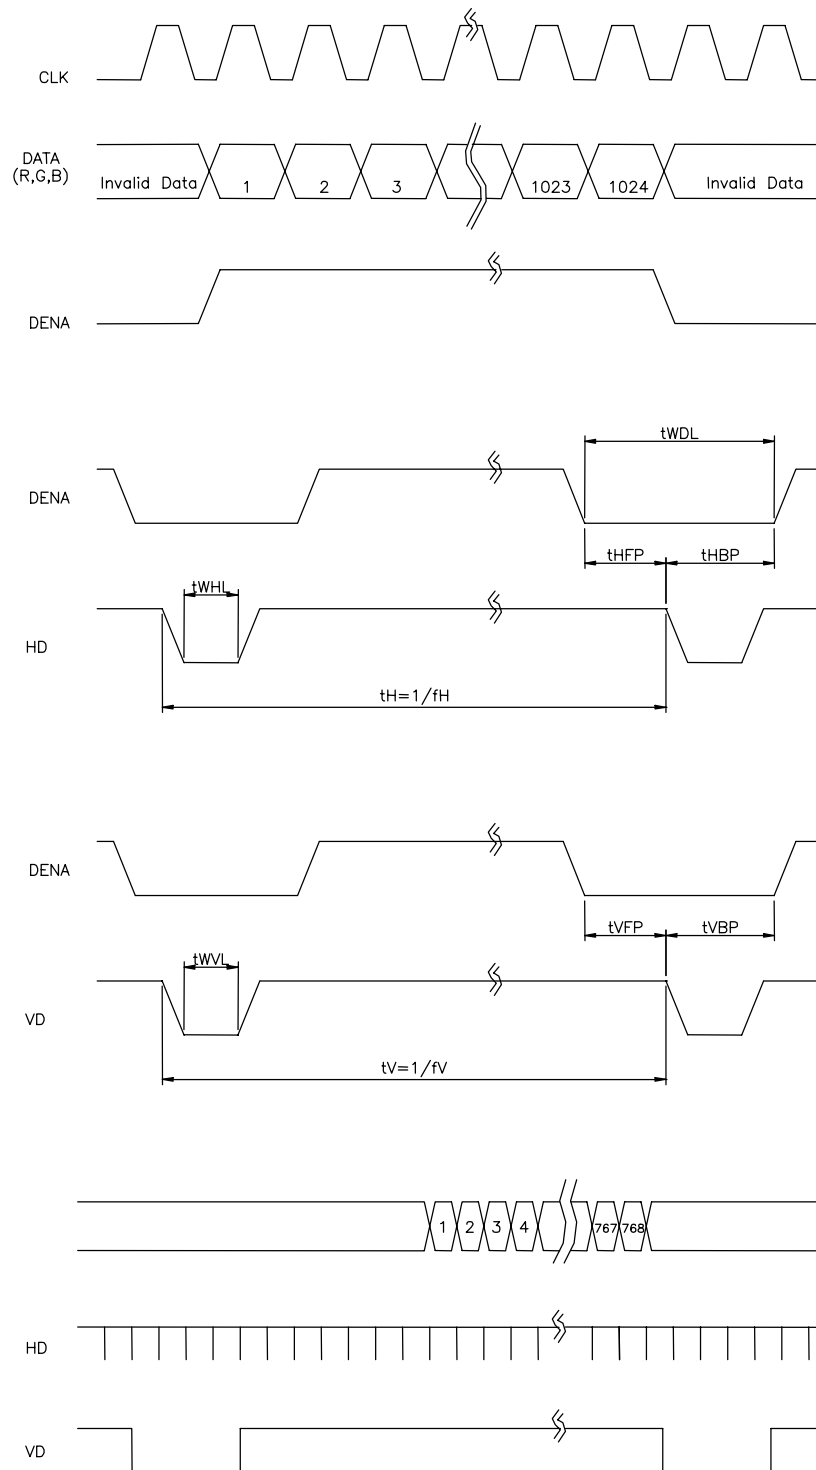 CLK
DATA
(R,G,B)
Invalid Data 1 2 3 1023 1024 Invalid Data
DENA
tWDL
DENA
tHFP tHBP
tWHL
HD
tH=1/fH
DENA
tVFP tVBP
tWVL
VD
tV=1/fV
1 2 3 4 767 768
HD
VD